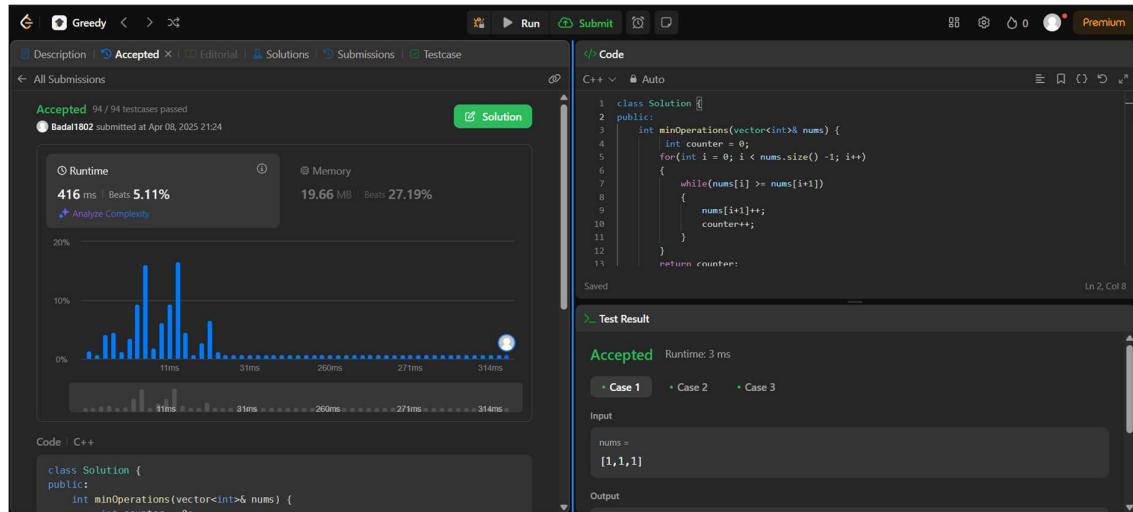 Greedy Run Submit 0 Premium
Description Accepted × Editorial Solutions Submissions Testcase
← All Submissions
Accepted 94 / 94 testcases passed
Badal1802 submitted at Apr 08, 2025 21:24
Solution
Runtime
416 ms Beats 5.11%
Analyze Complexity
Memory
19.66 MB Beats 27.19%
20%
10%
0%
11ms 31ms 260ms 271ms 314ms
11ms 31ms 260ms 271ms 314ms
Code C++
class Solution {
public:
int minOperations(vector<int>& nums) {
</> Code
C++ Auto
1 class Solution {
2 public:
3 int minOperations(vector<int>& nums) {
4 int counter = 0;
5 for(int i = 0; i < nums.size() -1; i++)
6 {
7 while(nums[i] >= nums[i+1])
8 {
9 nums[i+1]++;
10 counter++;
11 }
12 }
13 return counter;
Saved Ln 2, Col 8
>_ Test Result
Accepted Runtime: 3 ms
• Case 1 • Case 2 • Case 3
Input
nums =
[1,1,1]
Output